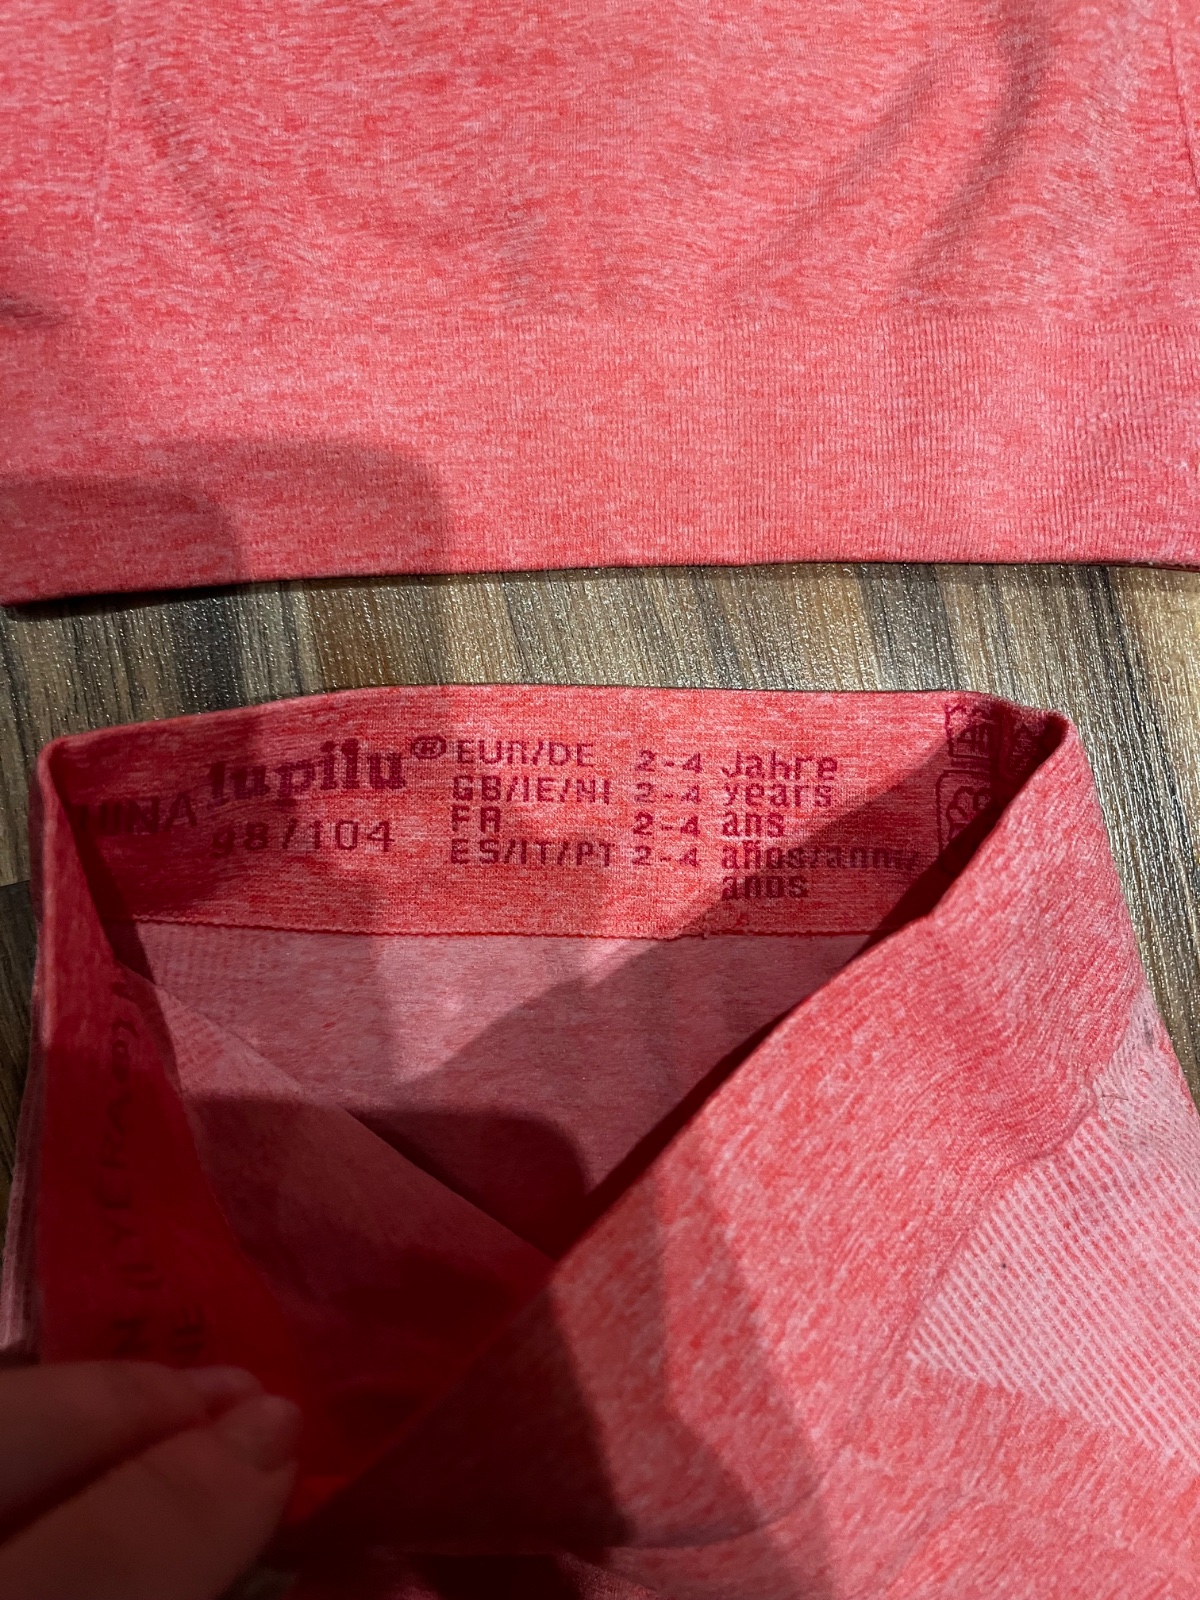 lupilu®
98/104
EUR/DE 2-4 Jahre
GB/IE/NI 2-4 years
FR 2-4 ans
ES/IT/PT 2-4 años/anni/
anos